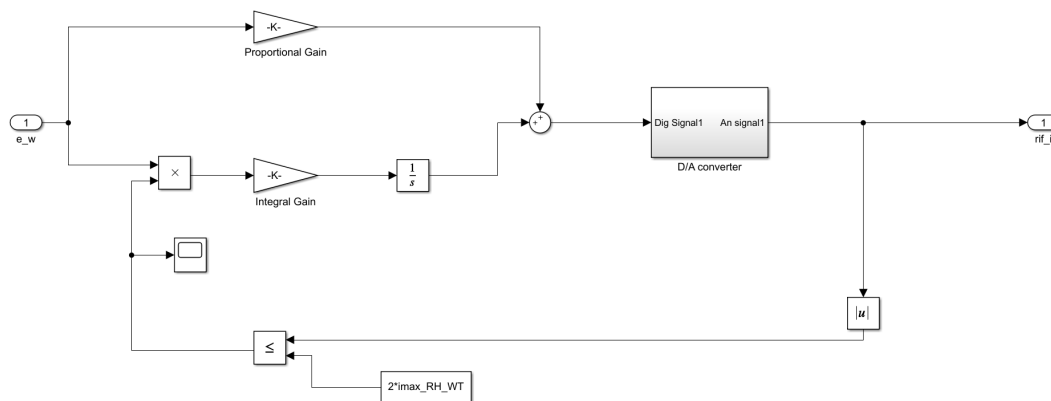 -K-
Proportional Gain
1
e_w
×
-K-
Integral Gain
1
s
+
+
Dig Signal1 An signal1
D/A converter
1
rif_i
|u|
≤
2*imax_RH_WT